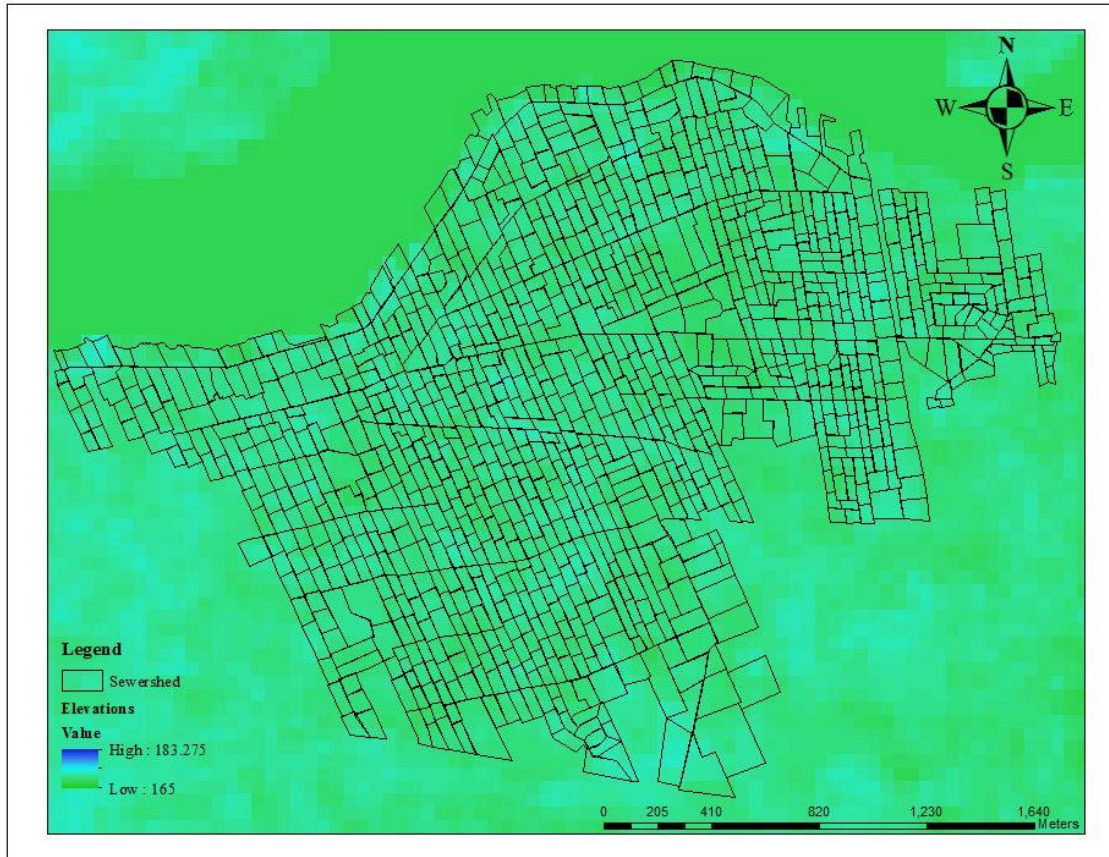 N
W E
S
Legend
Sewershed
Elevations
Value
High : 183.275
Low : 165
0 205 410 820 1,230 1,640
Meters